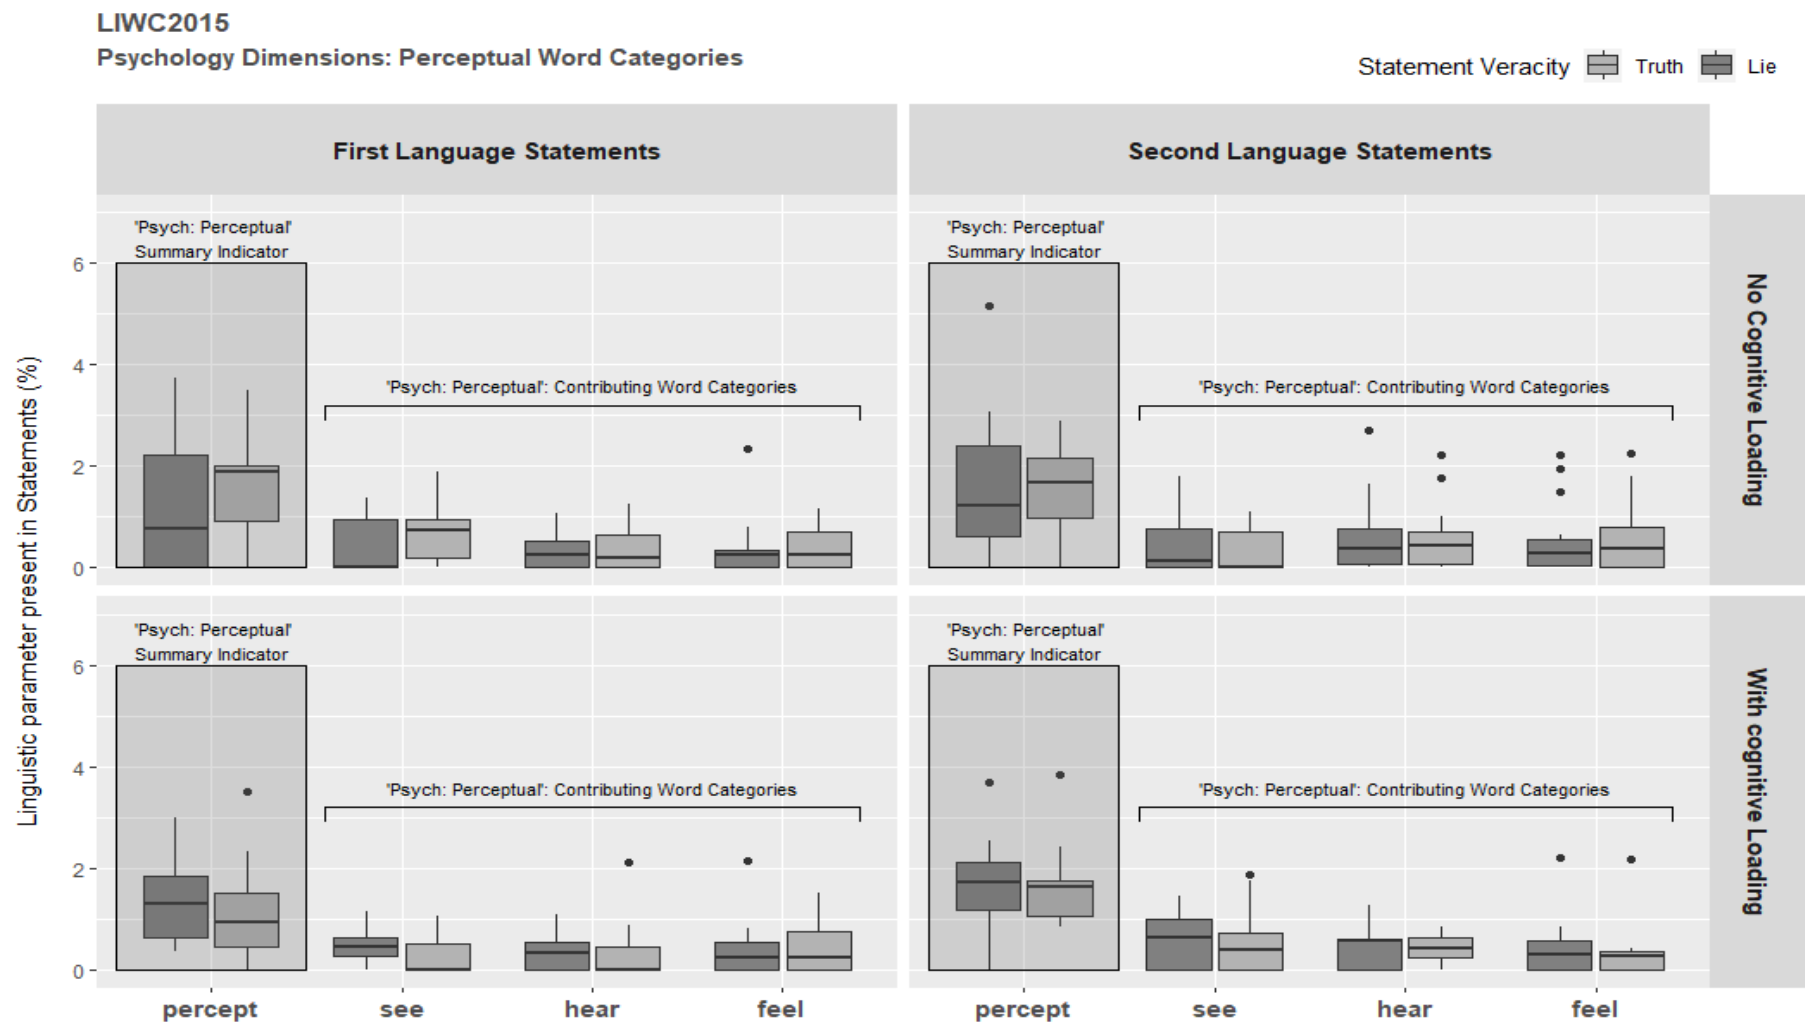 LIWC2015
Psychology Dimensions: Perceptual Word Categories
Statement Veracity Truth Lie
First Language Statements
Second Language Statements
'Psych: Perceptual'
Summary Indicator
'Psych: Perceptual': Contributing Word Categories
6
4
2
0
'Psych: Perceptual'
Summary Indicator
'Psych: Perceptual': Contributing Word Categories
No Cognitive Loading
Linguistic parameter present in Statements (%)
'Psych: Perceptual'
Summary Indicator
'Psych: Perceptual': Contributing Word Categories
6
4
2
0
'Psych: Perceptual'
Summary Indicator
'Psych: Perceptual': Contributing Word Categories
With cognitive Loading
percept see hear feel
percept see hear feel